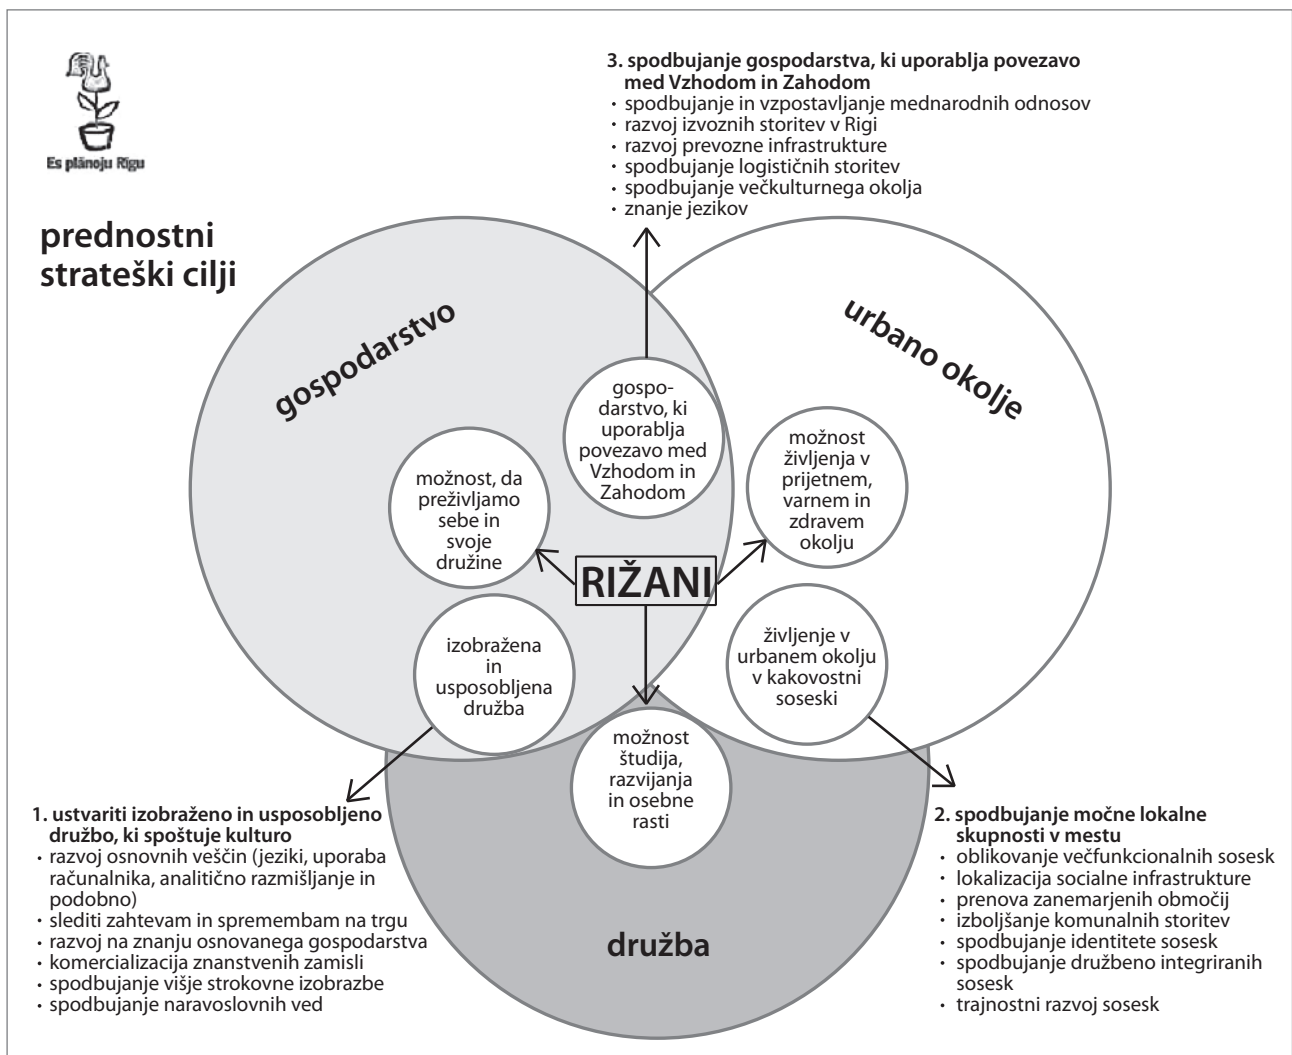 Es plānoju Rīgu
prednostni
strateški cilji
3. spodbujanje gospodarstva, ki uporablja povezavo
med Vzhodom in Zahodom
· spodbujanje in vzpostavljanje mednarodnih odnosov
· razvoj izvoznih storitev v Rigi
· razvoj prevozne infrastrukture
· spodbujanje logističnih storitev
· spodbujanje večkulturnega okolja
· znanje jezikov
gospodarstvo
urbano okolje
gospo-
darstvo, ki
uporablja
povezavo med
Vzhodom in
Zahodom
možnost, da
preživljamo
sebe in
svoje
družine
možnost
življenja v
prijetnem,
varnem in
zdravem
okolju
RIŽANI
izobražena
in
usposobljena
družba
življenje v
urbanem okolju
v kakovostni
soseski
možnost
študija,
razvijanja
in osebne
rasti
družba
1. ustvariti izobraženo in usposobljeno
družbo, ki spoštuje kulturo
· razvoj osnovnih veščin (jeziki, uporaba
računalnika, analitično razmišljanje in
podobno)
· slediti zahtevam in spremembam na trgu
· razvoj na znanju osnovanega gospodarstva
· komercializacija znanstvenih zamisli
· spodbujanje višje strokovne izobrazbe
· spodbujanje naravoslovnih ved
2. spodbujanje močne lokalne
skupnosti v mestu
· oblikovanje večfunkcionalnih sosesk
· lokalizacija socialne infrastrukture
· prenova zanemarjenih območij
· izboljšanje komunalnih storitev
· spodbujanje identitete sosesk
· spodbujanje družbeno integriranih
sosesk
· trajnostni razvoj sosesk